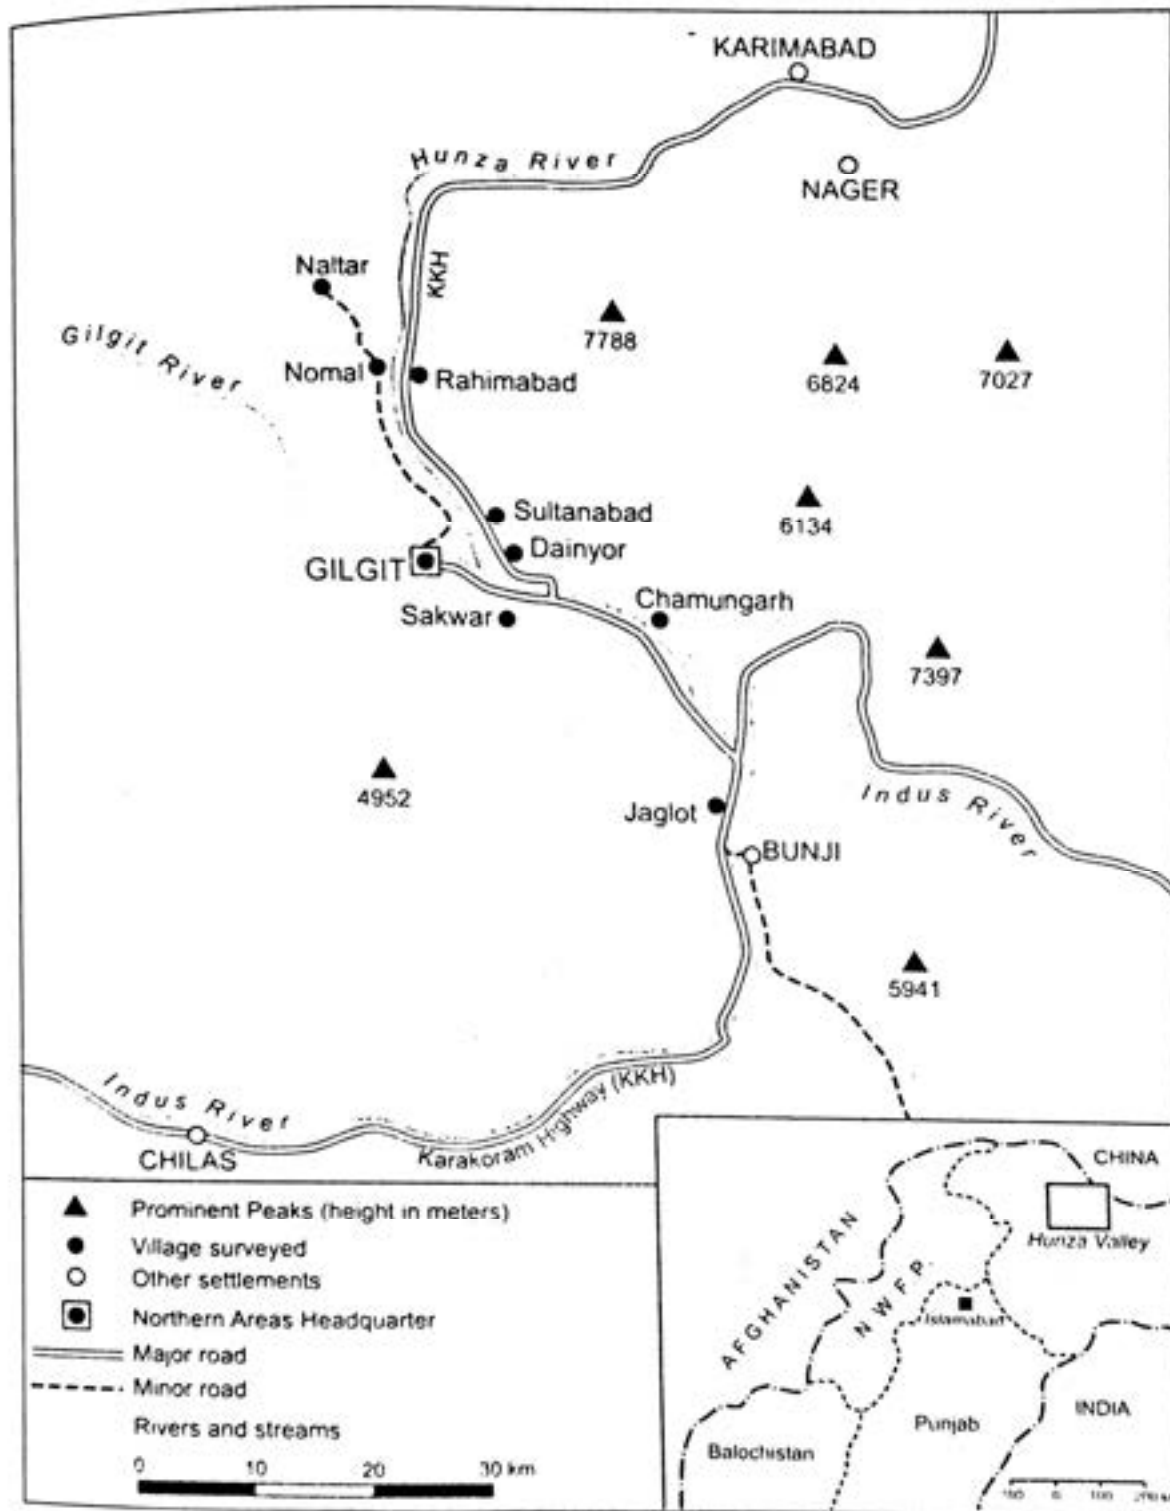 KARIMABAD
Hunza River
NAGER
KKH
Naltar
7788
Gilgit River
6824
7027
Nomal
Rahimabad
6134
Sultanabad
Dainyor
GILGIT
Chamungarh
Sakwar
7397
4952
Indus River
Jaglot
BUNJI
5941
Indus River
Karakoram Highway (KKH)
CHILAS
Prominent Peaks (height in meters)
Village surveyed
Other settlements
Northern Areas Headquarter
Major road
Minor road
Rivers and streams
0 10 20 30 km
CHINA
Hunza Valley
AFGHANISTAN
N W F P
Islamabad
INDIA
Punjab
Balochistan
0 100